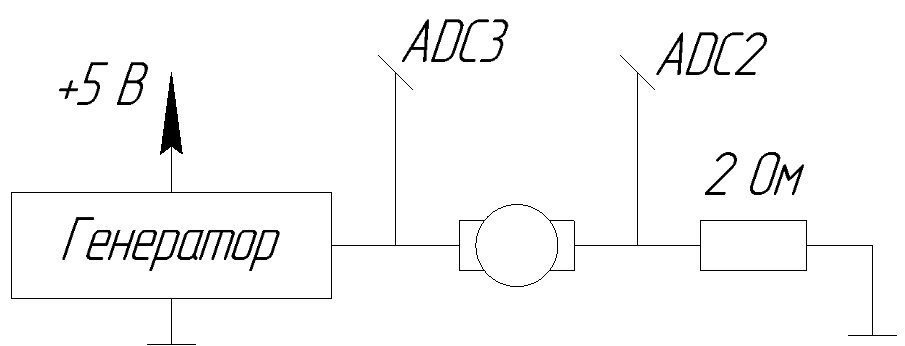 ADC3
ADC2
+5 В
2 Ом
Генератор